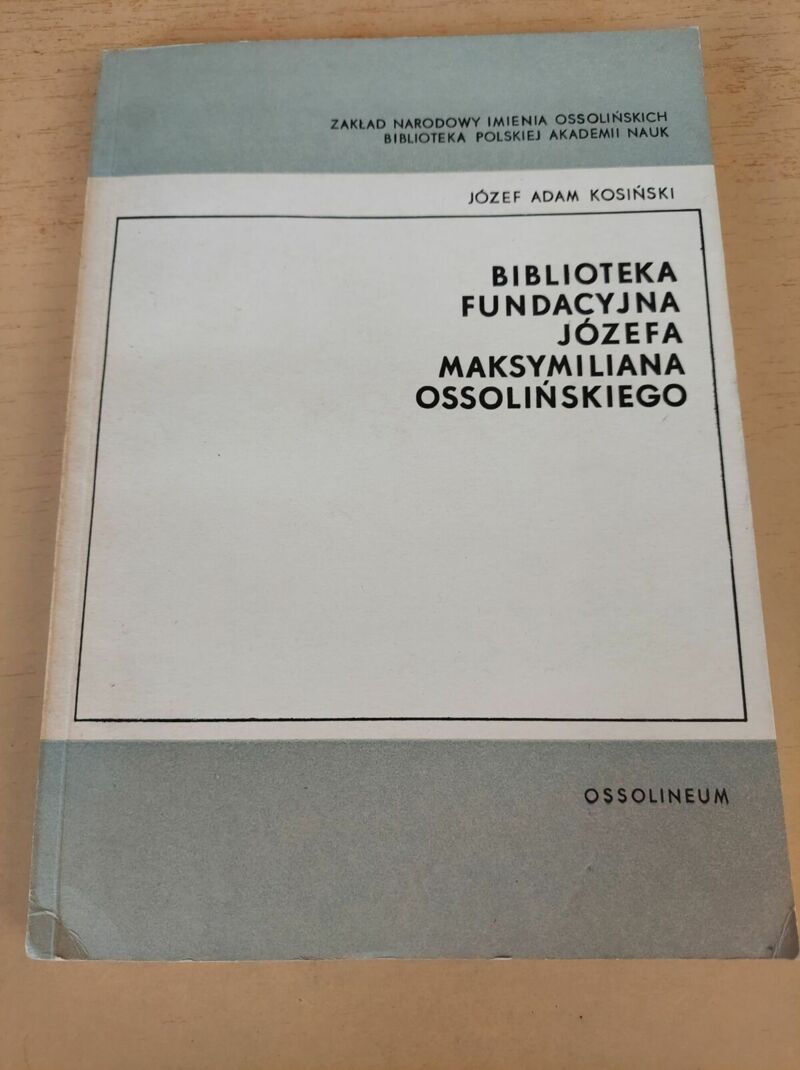 ZAKŁAD NARODOWY IMIENIA OSSOLIŃSKICH
BIBLIOTEKA POLSKIEJ AKADEMII NAUK
JÓZEF ADAM KOSIŃSKI
BIBLIOTEKA
FUNDACYJNA
JÓZEFA
MAKSYMILIANA
OSSOLIŃSKIEGO
OSSOLINEUM